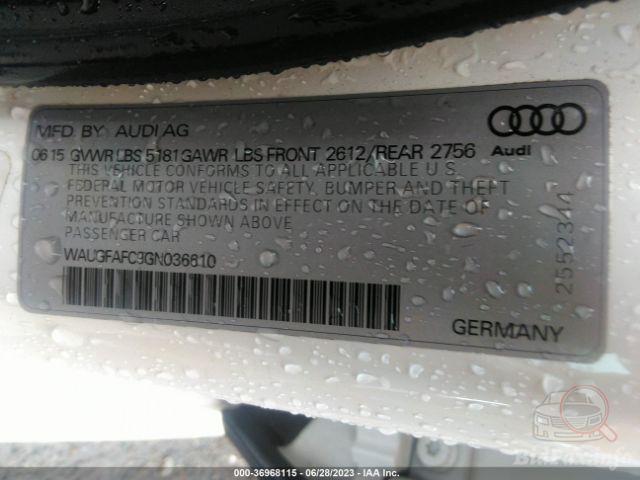 MFD. BY AUDI AG
06 15 GVWR LBS 5181 GAWR LBS FRONT 2612/REAR 2756
Audi
THIS VEHICLE CONFORMS TO ALL APPLICABLE U S
FEDERAL MOTOR VEHICLE SAFETY, BUMPER AND THEFT
PREVENTION STANDARDS IN EFFECT ON THE DATE OF
MANUFACTURE SHOWN ABOVE
PASSENGER CAR
WAUGFAFC3GN036610
GERMANY
000-36968115 / 06/28/2023 - IAA Inc.
BidFax.info